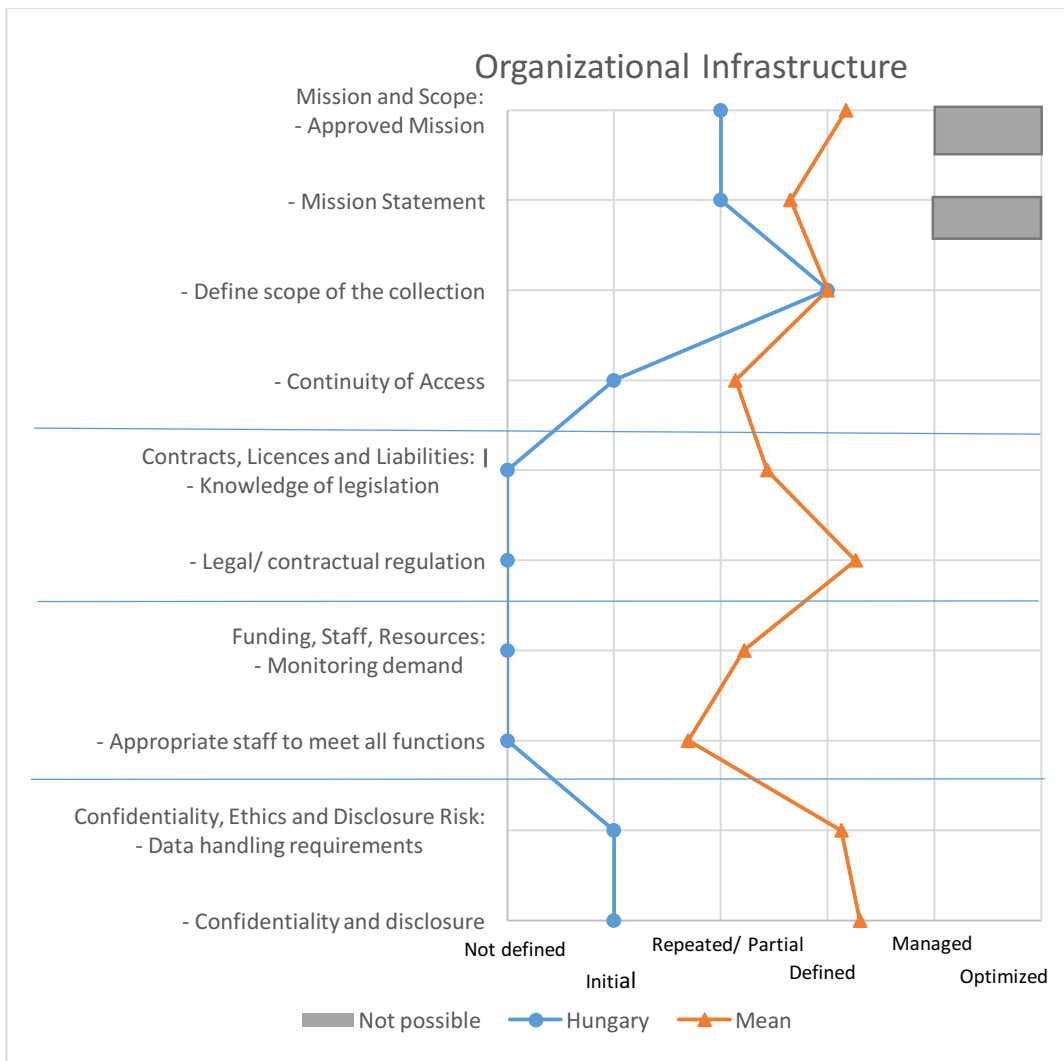 Organizational Infrastructure
Mission and Scope:
- Approved Mission
- Mission Statement
- Define scope of the collection
- Continuity of Access
Contracts, Licences and Liabilities: |
- Knowledge of legislation
- Legal/ contractual regulation
Funding, Staff, Resources:
- Monitoring demand
- Appropriate staff to meet all functions
Confidentiality, Ethics and Disclosure Risk:
- Data handling requirements
- Confidentiality and disclosure
Not defined
Initial
Repeated/ Partial
Defined
Managed
Optimized
Not possible
Hungary
Mean